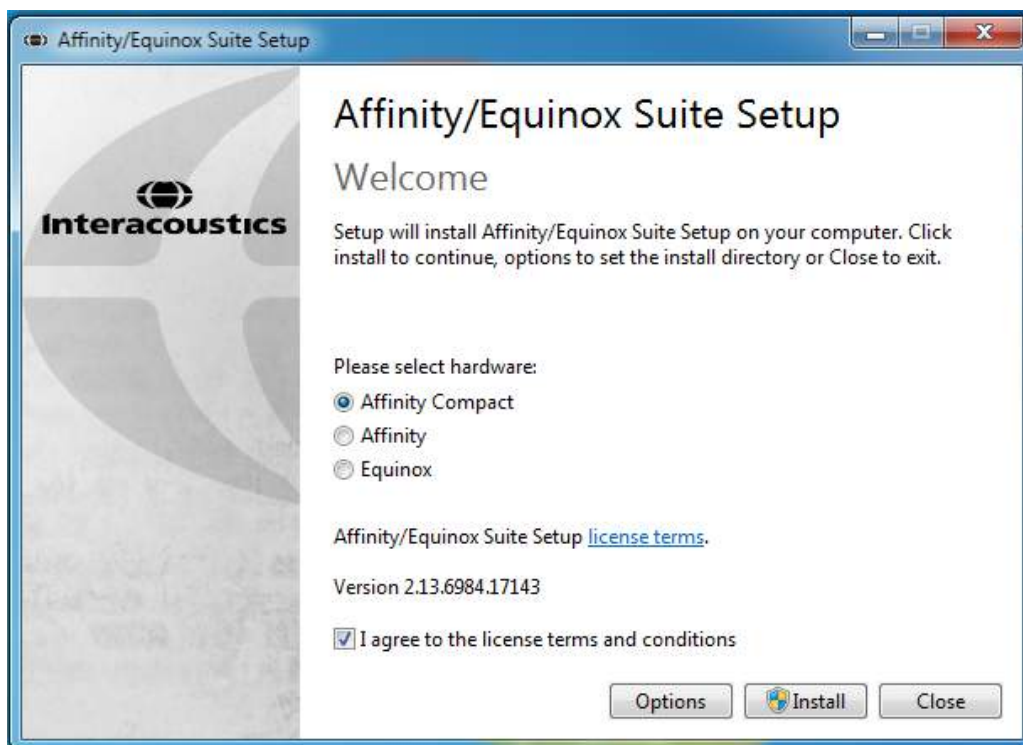 Affinity/Equinox Suite Setup
Affinity/Equinox Suite Setup
Welcome
Interacoustics
Setup will install Affinity/Equinox Suite Setup on your computer. Click
install to continue, options to set the install directory or Close to exit.
Please select hardware:
Affinity Compact
Affinity
Equinox
Affinity/Equinox Suite Setup license terms.
Version 2.13.6984.17143
I agree to the license terms and conditions
Options
Install
Close